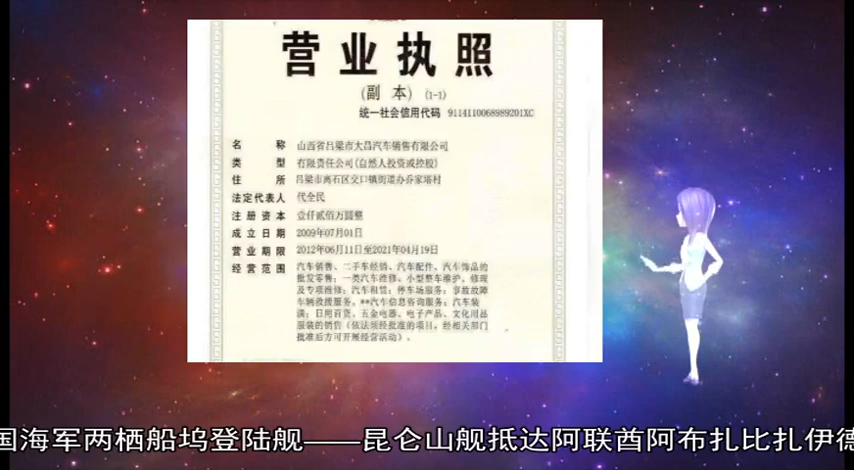 营业执照
(副 本) (1-1)
统一社会信用代码 9114110068989201XC
名 称 山西省吕梁市大昌汽车销售有限公司
类 型 有限责任公司(自然人投资或控股)
住 所 吕梁市离石区交口镇街道办乔家塔村
法定代表人 代全民
注册资本 壹仟贰佰万圆整
成立日期 2009年07月01日
营业期限 2012年06月11日至2021年04月19日
经营范围 汽车销售、二手车经销、汽车配件、汽车饰品的
批发零售;一类汽车维修、小型整车维护、修理
及专项维修;汽车租赁;停车场服务;事故故障
车辆救援服务。**汽车信息咨询服务;汽车装
潢;日用百货、五金电器、电子产品、文化用品
服装的销售(依法须经批准的项目,经相关部门
批准后方可开展经营活动)。
国海军两栖船坞登陆舰——昆仑山舰抵达阿联酋阿布扎比扎伊德